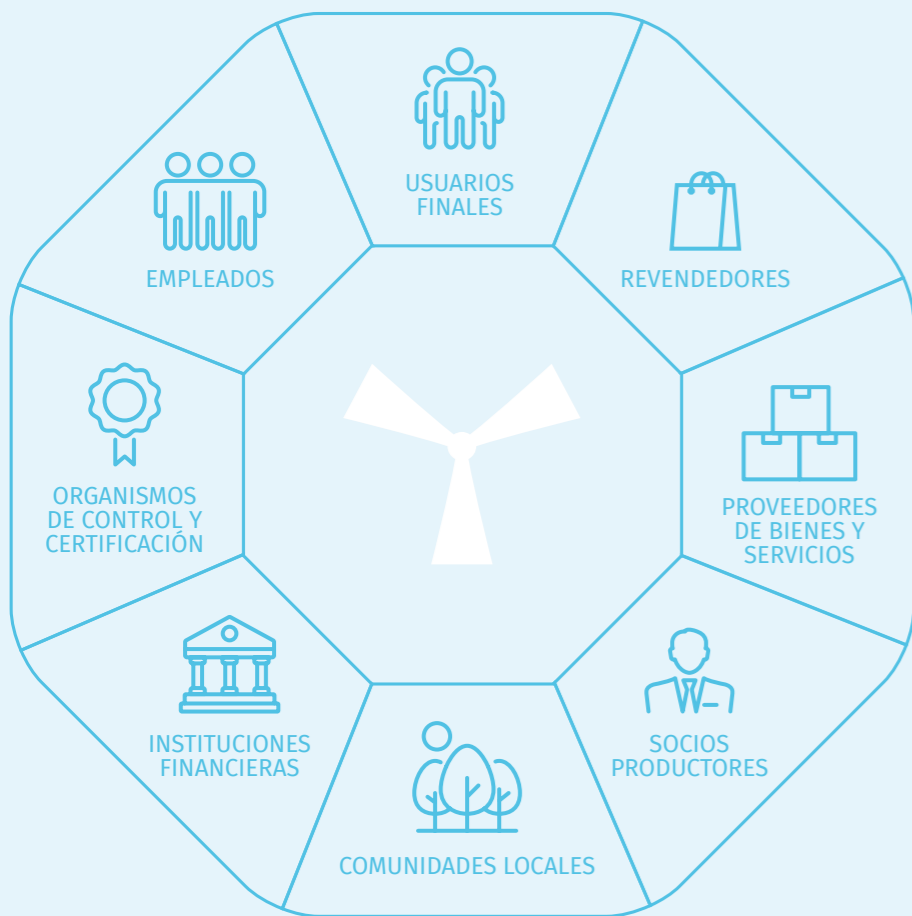 USUARIOS
FINALES
REVENDEDORES
PROVEEDORES
DE BIENES Y
SERVICIOS
SOCIOS
PRODUCTORES
COMUNIDADES LOCALES
INSTITUCIONES
FINANCIERAS
ORGANISMOS
DE CONTROL Y
CERTIFICACIÓN
EMPLEADOS